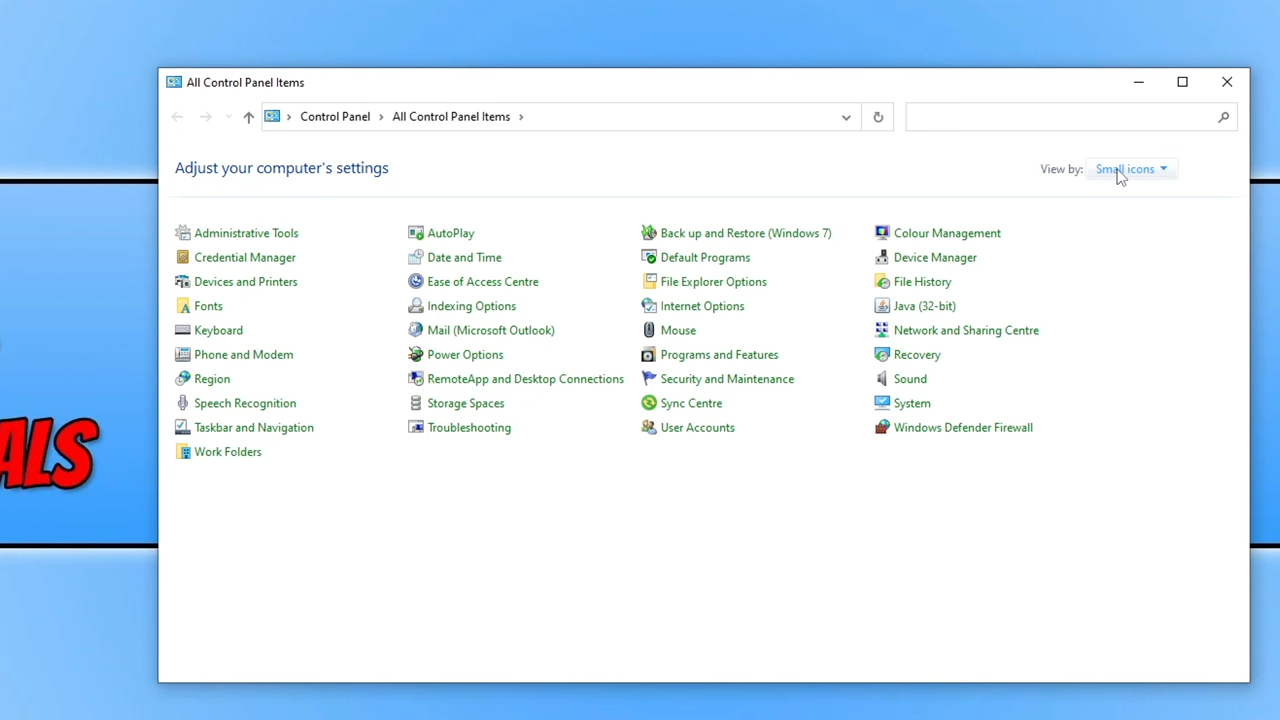 All Control Panel Items
Control Panel > All Control Panel Items >
Adjust your computer's settings
View by: Small icons
Administrative Tools AutoPlay Back up and Restore (Windows 7) Colour Management
Credential Manager Date and Time Default Programs Device Manager
Devices and Printers Ease of Access Centre File Explorer Options File History
Fonts Indexing Options Internet Options Java (32-bit)
Keyboard Mail (Microsoft Outlook) Mouse Network and Sharing Centre
Phone and Modem Power Options Programs and Features Recovery
Region RemoteApp and Desktop Connections Security and Maintenance Sound
Speech Recognition Storage Spaces Sync Centre System
Taskbar and Navigation Troubleshooting User Accounts Windows Defender Firewall
Work Folders
ALS